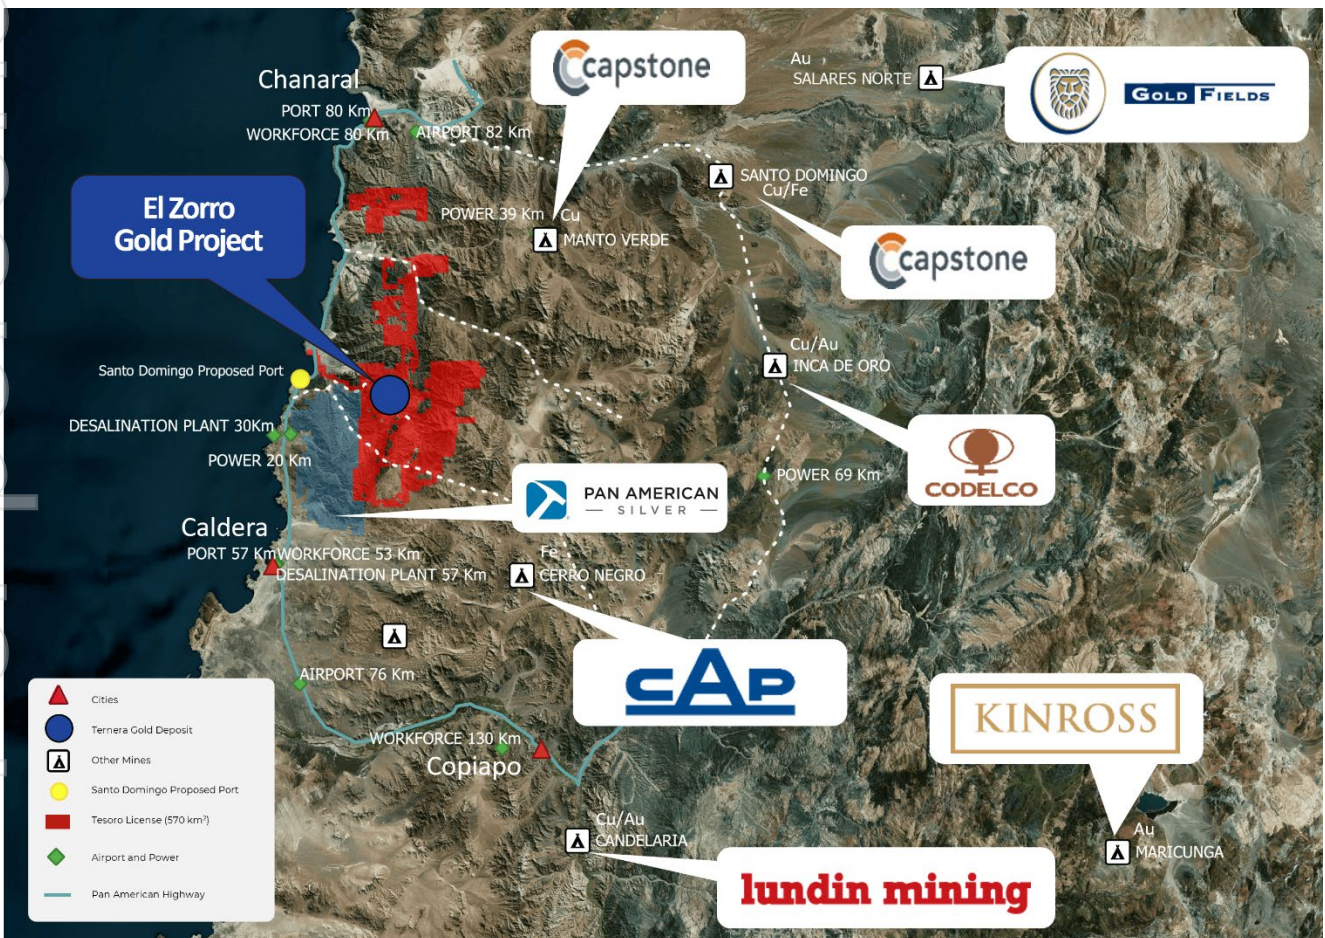 capstone
Au
SALARES NORTE
GOLD FIELDS
Chanaral
PORT 80 Km
WORKFORCE 80 Km
AIRPORT 82 Km
SANTO DOMINGO
Cu/Fe
El Zorro
Gold Project
POWER 39 Km
Cu
MANTO VERDE
capstone
Cu/Au
INCA DE ORO
Santo Domingo Proposed Port
DESALINATION PLANT 30Km
POWER 20 Km
CODELCO
POWER 69 Km
PAN AMERICAN
SILVER
Caldera
PORT 57 Km
WORKFORCE 53 Km
DESALINATION PLANT 57 Km
Fe
CERRO NEGRO
CAP
AIRPORT 76 Km
KINROSS
WORKFORCE 130 Km
Copiapo
Cu/Au
CANDELARIA
Au
MARICUNGA
lundin mining
Cities
Ternera Gold Deposit
Other Mines
Santo Domingo Proposed Port
Tesoro License (570 km²)
Airport and Power
Pan American Highway